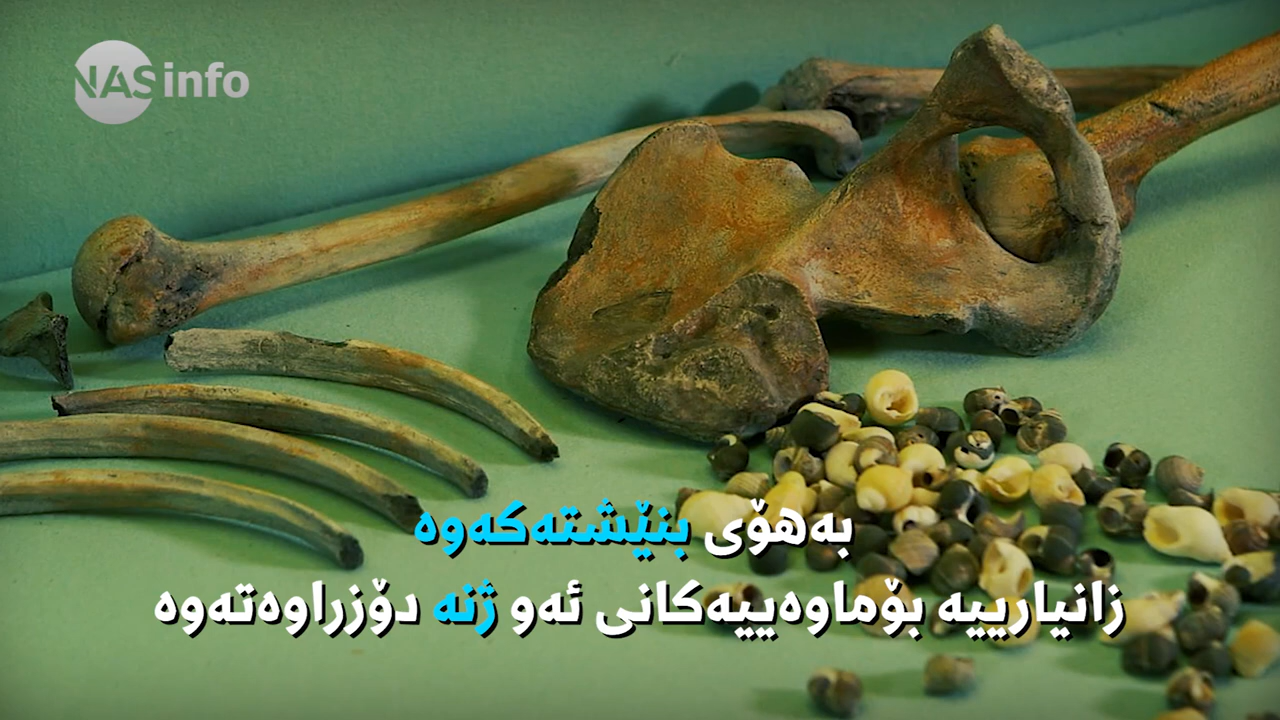 NASinfo
بەهۆی بنێشتەکەوە
زانیارییە بۆماوەییەکانی ئەو ژنە دۆزراوەتەوە